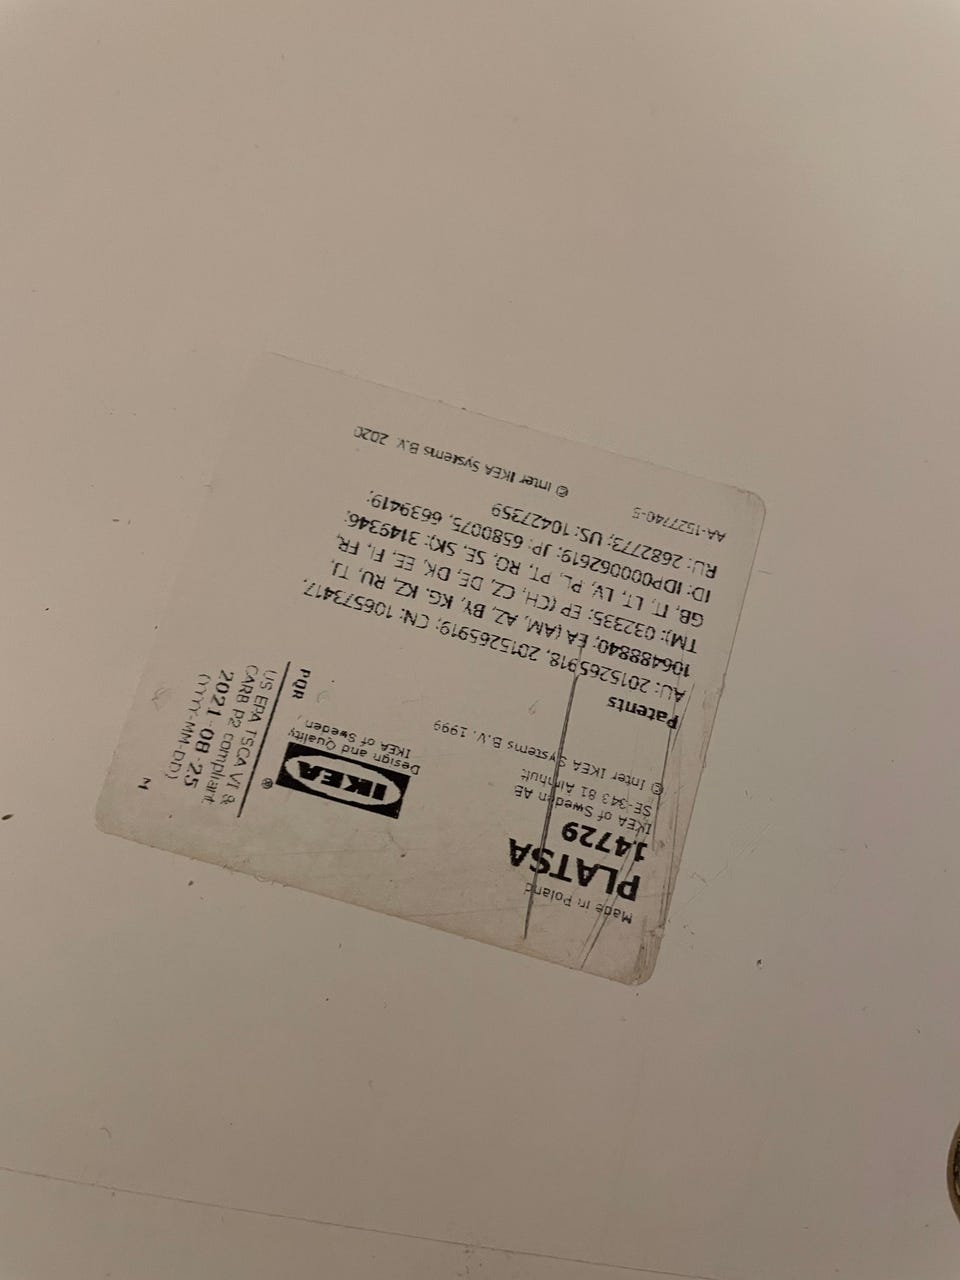 Made in Poland
PLATSA
14729
IKEA of Sweden AB
SE-343 81 Älmhult
© Inter IKEA Systems B.V. 1999
Patents
AU: 2015265918, 2015265919; CN: 106573417,
106488840; EA (AM, AZ, BY, KG, KZ, RU, TJ,
TM): 032335; EP (CH, CZ, DE, DK, EE, FI, FR,
GB, IT, LT, LV, PL, PT, RO, SE, SK): 3149346;
ID: IDP000062619; JP: 6580075, 6639419;
RU: 2682773; US: 10427359
AA-1527740-5
© Inter IKEA Systems B.V. 2020
IKEA
®
Design and Quality
IKEA of Sweden
PQR
US EPA TSCA VI &
CARB P2 compliant
2021-08-25
(YYYY-MM-DD)
M